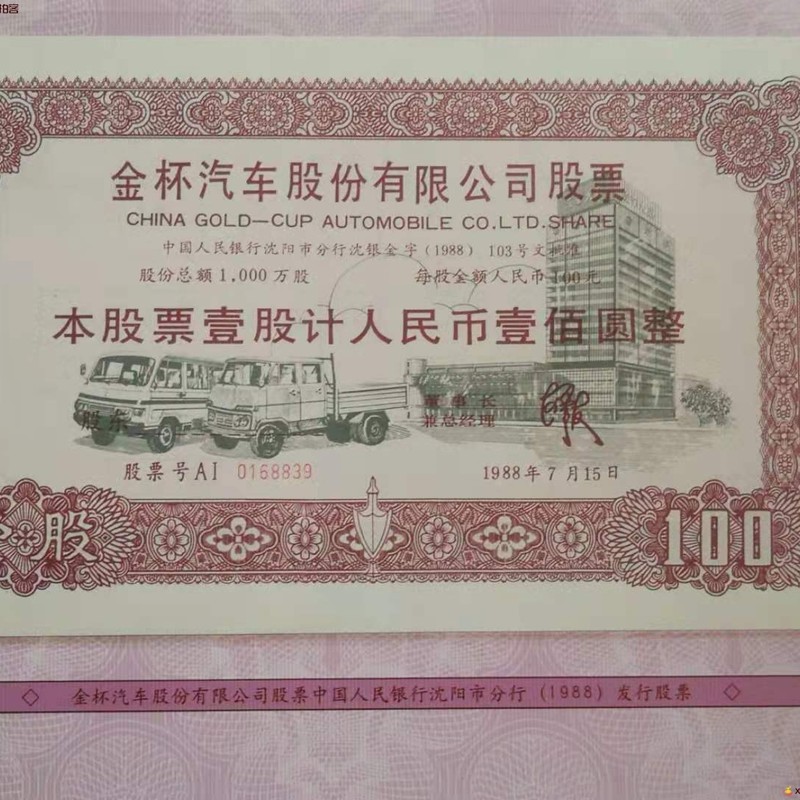 拍客
金杯汽车股份有限公司股票
CHINA GOLD—CUP AUTOMOBILE CO.LTD.SHARE
中国人民银行沈阳市分行沈银金字(1988) 103号文批准
股份总额1,000万股 每股金额人民币100元
本股票壹股计人民币壹佰圆整
董事长
股东 兼总经理
股票号AI 0168839 1988年7月15日
股 100
◇ 金杯汽车股份有限公司股票中国人民银行沈阳市分行(1988)发行股票 ◇